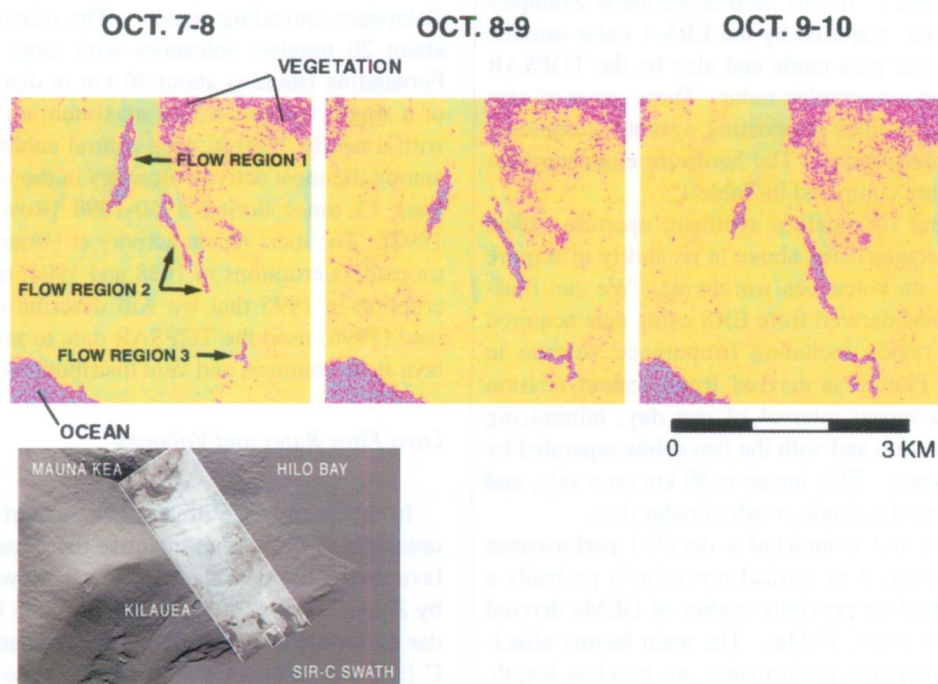 OCT. 7-8
OCT. 8-9
OCT. 9-10
VEGETATION
FLOW REGION 1
FLOW REGION 2
FLOW REGION 3
OCEAN
0 3 KM
MAUNA KEA
HILO BAY
KILAUEA
SIR-C SWATH